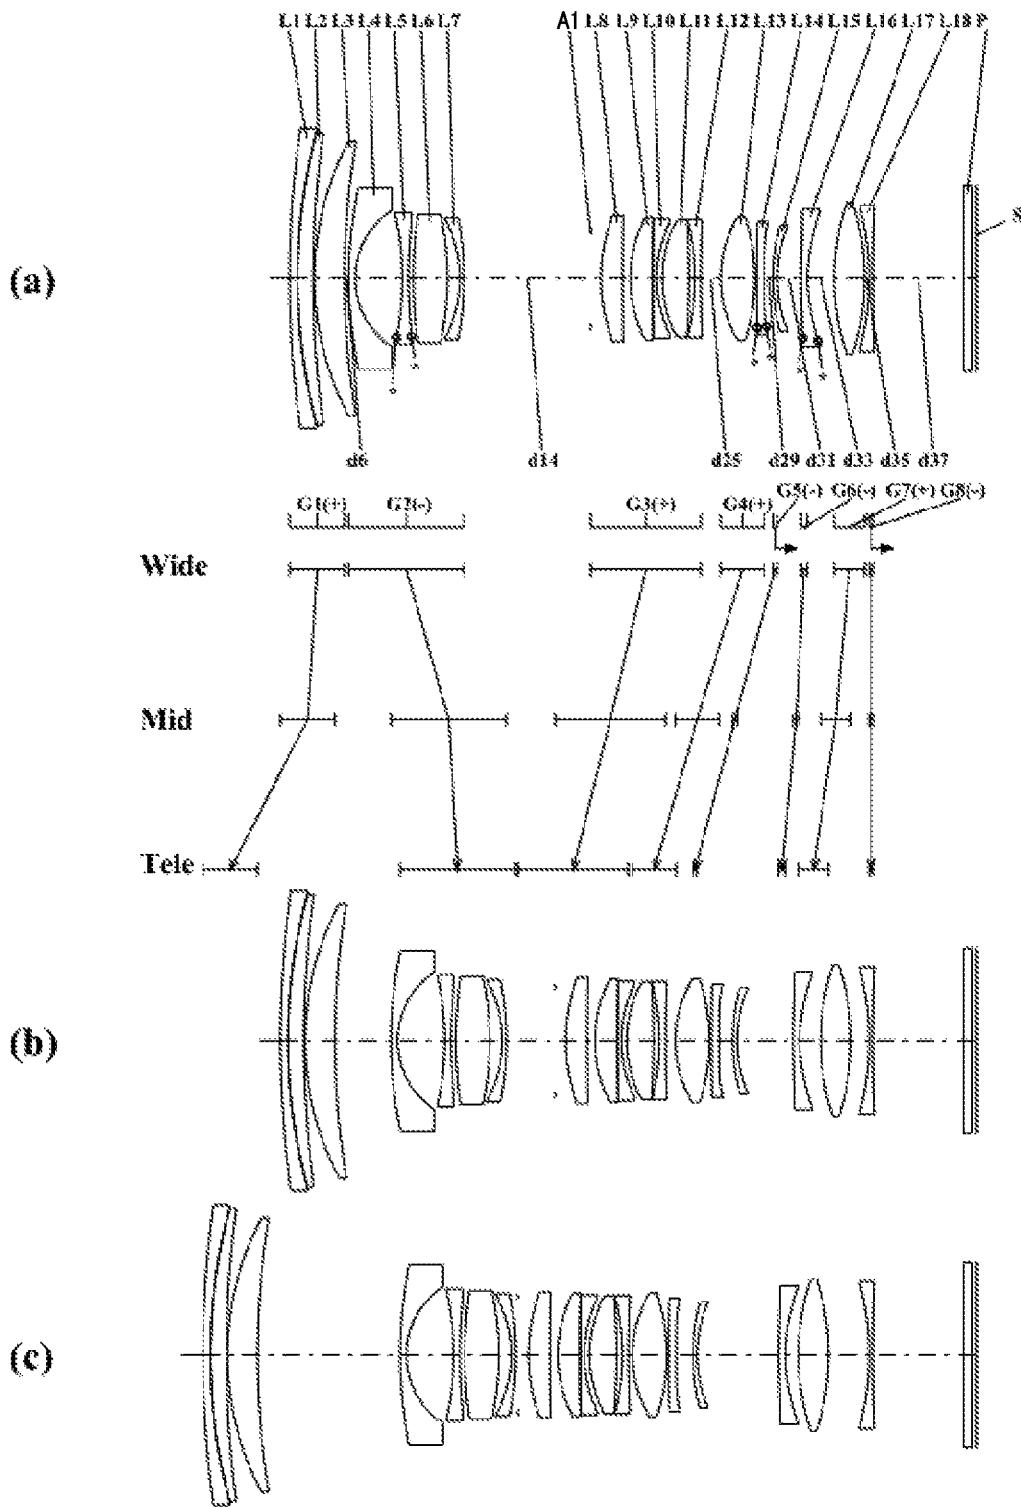 L1 L2 L3 L4 L5 L6 L7 A1 L8 L9 L10 L11 L12 L13 L14 L15 L16 L17 L18 P
S
(a)
* * * * * *
d6 d14 d25 d29 d31 d33 d35 d37
G1(+) G2(-) G3(+) G4(+) G5(-) G6(-) G7(+) G8(-)
Wide
Mid
Tele
(b)
(c)